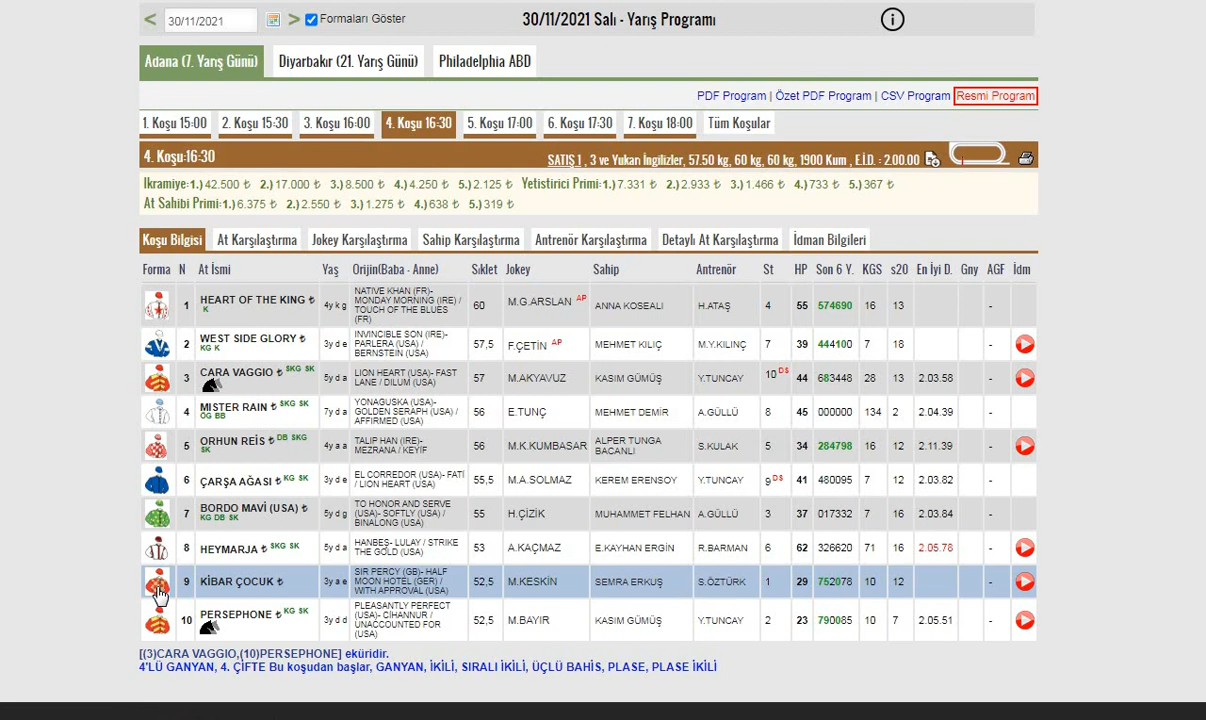 < 30/11/2021 > Formaları Göster 30/11/2021 Salı - Yarış Programı
Adana (7. Yarış Günü) Diyarbakır (21. Yarış Günü) Philadelphia ABD
PDF Program | Özet PDF Program | CSV Program Resmi Program
1. Koşu 15:00 2. Koşu 15:30 3. Koşu 16:00 4. Koşu 16:30 5. Koşu 17:00 6. Koşu 17:30 7. Koşu 18:00 Tüm Koşular
4. Koşu:16:30 SATIŞ 1 , 3 ve Yukarı İngilizler, 57.50 kg, 60 kg, 60 kg, 1900 Kum , E.İ.D. : 2.00.00
İkramiye: 1.) 42.500 ₺ 2.) 17.000 ₺ 3.) 8.500 ₺ 4.) 4.250 ₺ 5.) 2.125 ₺ Yetistirici Primi: 1.) 7.331 ₺ 2.) 2.933 ₺ 3.) 1.466 ₺ 4.) 733 ₺ 5.) 367 ₺
At Sahibi Primi: 1.) 6.375 ₺ 2.) 2.550 ₺ 3.) 1.275 ₺ 4.) 638 ₺ 5.) 319 ₺
Koşu Bilgisi At Karşılaştırma Jokey Karşılaştırma Sahip Karşılaştırma Antrenör Karşılaştırma Detaylı At Karşılaştırma İdman Bilgileri
Forma N At İsmi Yaş Orijin(Baba - Anne) Sıklet Jokey Sahip Antrenör St HP Son 6 Y. KGS s20 En İyi D. Gny AGF İdm
1 HEART OF THE KING ₺ K 4y k g NATIVE KHAN (FR)- MONDAY MORNING (IRE) / TOUCH OF THE BLUES (FR) 60 M.G.ARSLAN AP ANNA KOSEALI H.ATAŞ 4 55 574690 16 13 -
2 WEST SIDE GLORY ₺ KG K 3y d e INVINCIBLE SON (IRE)- PARLERA (USA) / BERNSTEIN (USA) 57,5 F.ÇETİN AP MEHMET KILIÇ M.Y.KILINÇ 7 39 444100 7 18 -
3 CARA VAGGIO ₺ SKG SK 5y d a LION HEART (USA)- FAST LANE / DILUM (USA) 57 M.AKYAVUZ KASIM GÜMÜŞ Y.TUNCAY 10 DS 44 683448 28 13 2.03.58 -
4 MISTER RAIN ₺ SKG SK ÖG BB 7y d a YONAGUSKA (USA)- GOLDEN SERAPH (USA) / AFFIRMED (USA) 56 E.TUNÇ MEHMET DEMİR A.GÜLLÜ 8 45 000000 134 2 2.04.39 -
5 ORHUN REİS ₺ DB SKG SK 4y a a TALIP HAN (IRE)- MEZRANA / KEYİF 56 M.K.KUMBASAR ALPER TUNGA BACANLI S.KULAK 5 34 284798 16 12 2.11.39 -
6 ÇARŞA AĞASI ₺ KG SK 3y d e EL CORREDOR (USA)- FATİ / LION HEART (USA) 55,5 M.A.SOLMAZ KEREM ERENSOY Y.TUNCAY 9 DS 41 480095 7 12 2.03.82 -
7 BORDO MAVİ (USA) ₺ KG DB SK 5y d g TO HONOR AND SERVE (USA)- SOFTLY (USA) / BINALONG (USA) 55 H.ÇİZİK MUHAMMET FELHAN A.GÜLLÜ 3 37 017332 7 16 2.03.84 -
8 HEYMARJA ₺ SKG SK 5y d a HANBEŞ- LULAY / STRIKE THE GOLD (USA) 53 A.KAÇMAZ E.KAYHAN ERGİN R.BARMAN 6 62 326620 71 16 2.05.78 -
9 KİBAR ÇOCUK ₺ 3y a e SIR PERCY (GB)- HALF MOON HOTEL (GER) / WITH APPROVAL (USA) 52,5 M.KESKİN SEMRA ERKUŞ S.ÖZTÜRK 1 29 752078 10 12 -
10 PERSEPHONE ₺ KG SK 3y d d PLEASANTLY PERFECT (USA)- CİHANNUR / UNACCOUNTED FOR (USA) 52,5 M.BAYIR KASIM GÜMÜŞ Y.TUNCAY 2 23 790085 10 7 2.05.51 -
[(3)CARA VAGGIO,(10)PERSEPHONE] eküridir.
4'LÜ GANYAN, 4. ÇİFTE Bu koşudan başlar, GANYAN, İKİLİ, SIRALI İKİLİ, ÜÇLÜ BAHİS, PLASE, PLASE İKİLİ